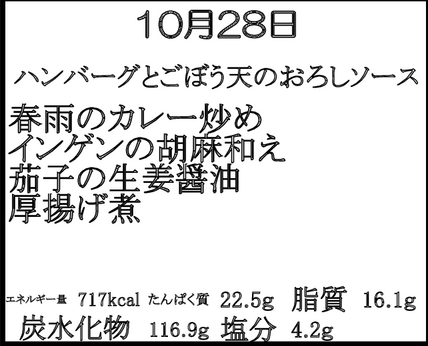 10月28日
ハンバーグとごぼう天のおろしソース
春雨のカレー炒め
インゲンの胡麻和え
茄子の生姜醤油
厚揚げ煮
エネルギー量 717kcal たんぱく質 22.5g 脂質 16.1g
炭水化物 116.9g 塩分 4.2g